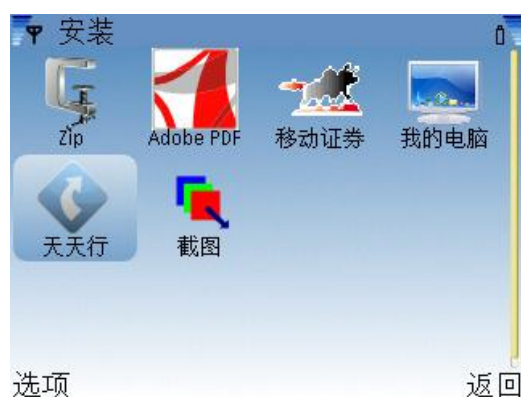 安装
Zip
Adobe PDF
移动证券
我的电脑
天天行
截图
选项
返回